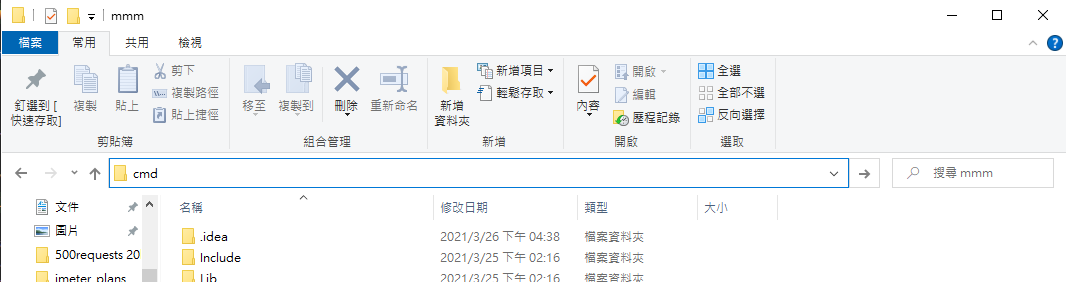 mmm
檔案 常用 共用 檢視
釘選到 [
快速存取] 複製 貼上 剪下
複製路徑
貼上捷徑
剪貼簿
移至 複製到 刪除 重新命名
組合管理
新增
資料夾 新增項目
輕鬆存取
新增
內容 開啟
編輯
歷程記錄
開啟
全選
全部不選
反向選擇
選取
cmd 搜尋 mmm
文件
圖片
500requests 20
jmeter_plans
名稱 修改日期 類型 大小
.idea 2021/3/26 下午 04:38 檔案資料夾
Include 2021/3/25 下午 02:16 檔案資料夾
Lib 2021/3/25 下午 02:16 檔案資料夾